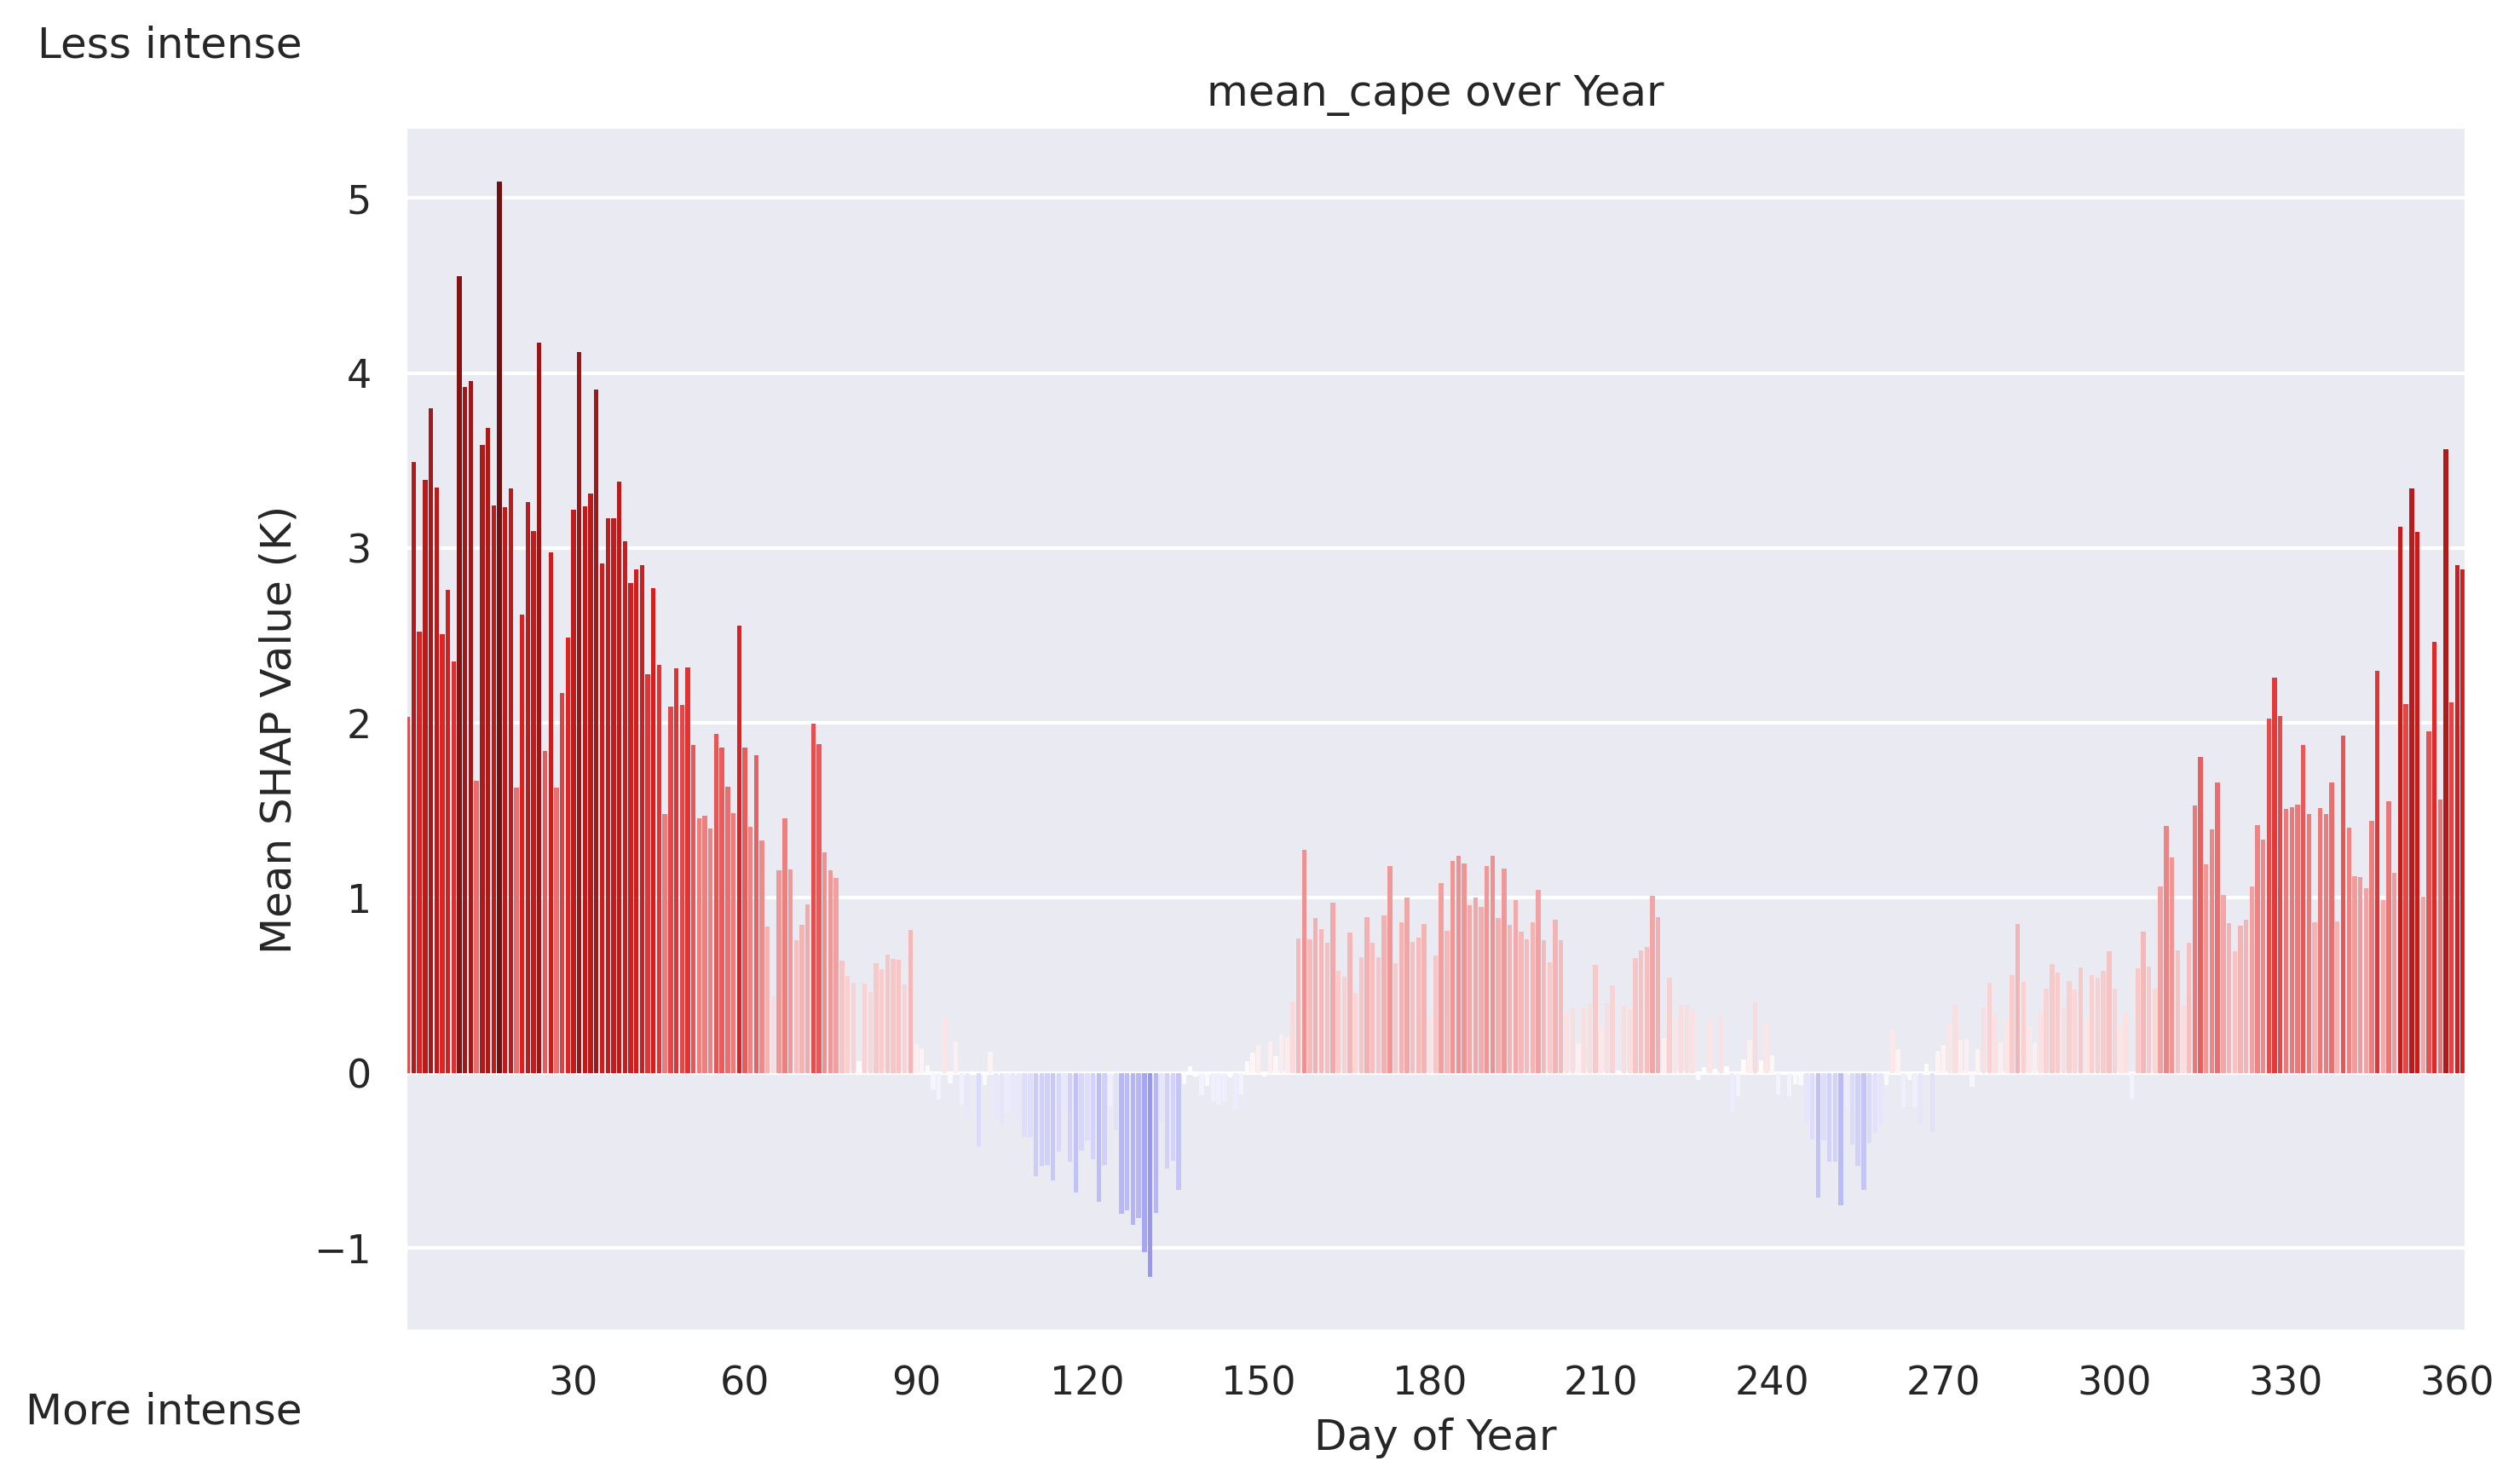 Less intense
mean_cape over Year
5
4
3
2
1
0
−1
Mean SHAP Value (K)
30 60 90 120 150 180 210 240 270 300 330 360
Day of Year
More intense